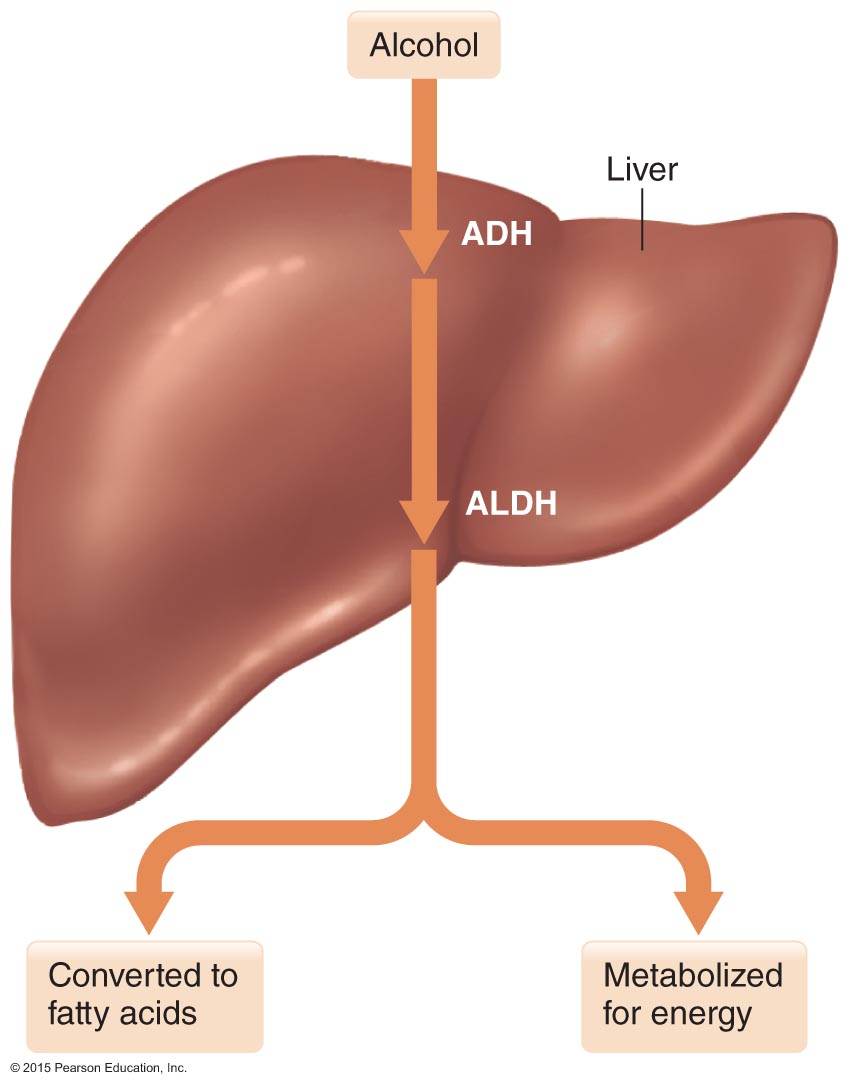 Alcohol
Liver
ADH
ALDH
Converted to
fatty acids
Metabolized
for energy
© 2015 Pearson Education, Inc.